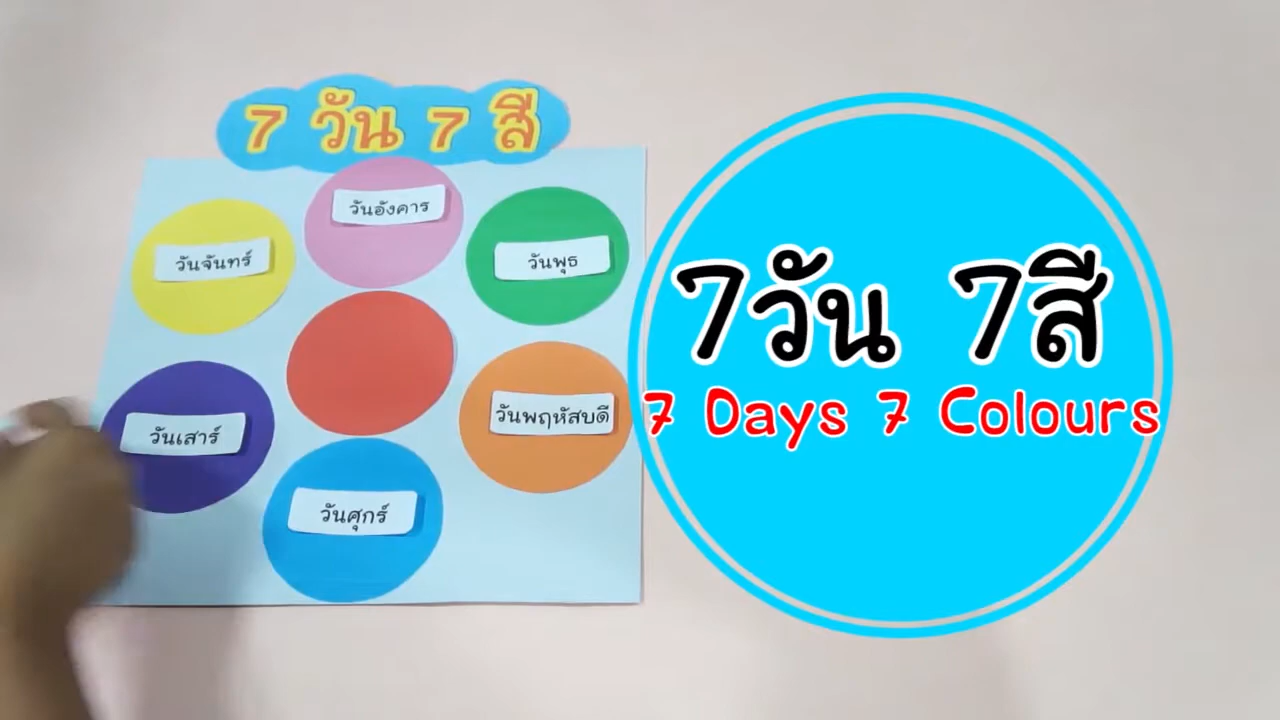 7 วัน 7 สี
วันอังคาร
วันจันทร์
วันพุธ
วันพฤหัสบดี
วันเสาร์
วันศุกร์
7วัน 7สี
7 Days 7 Colours